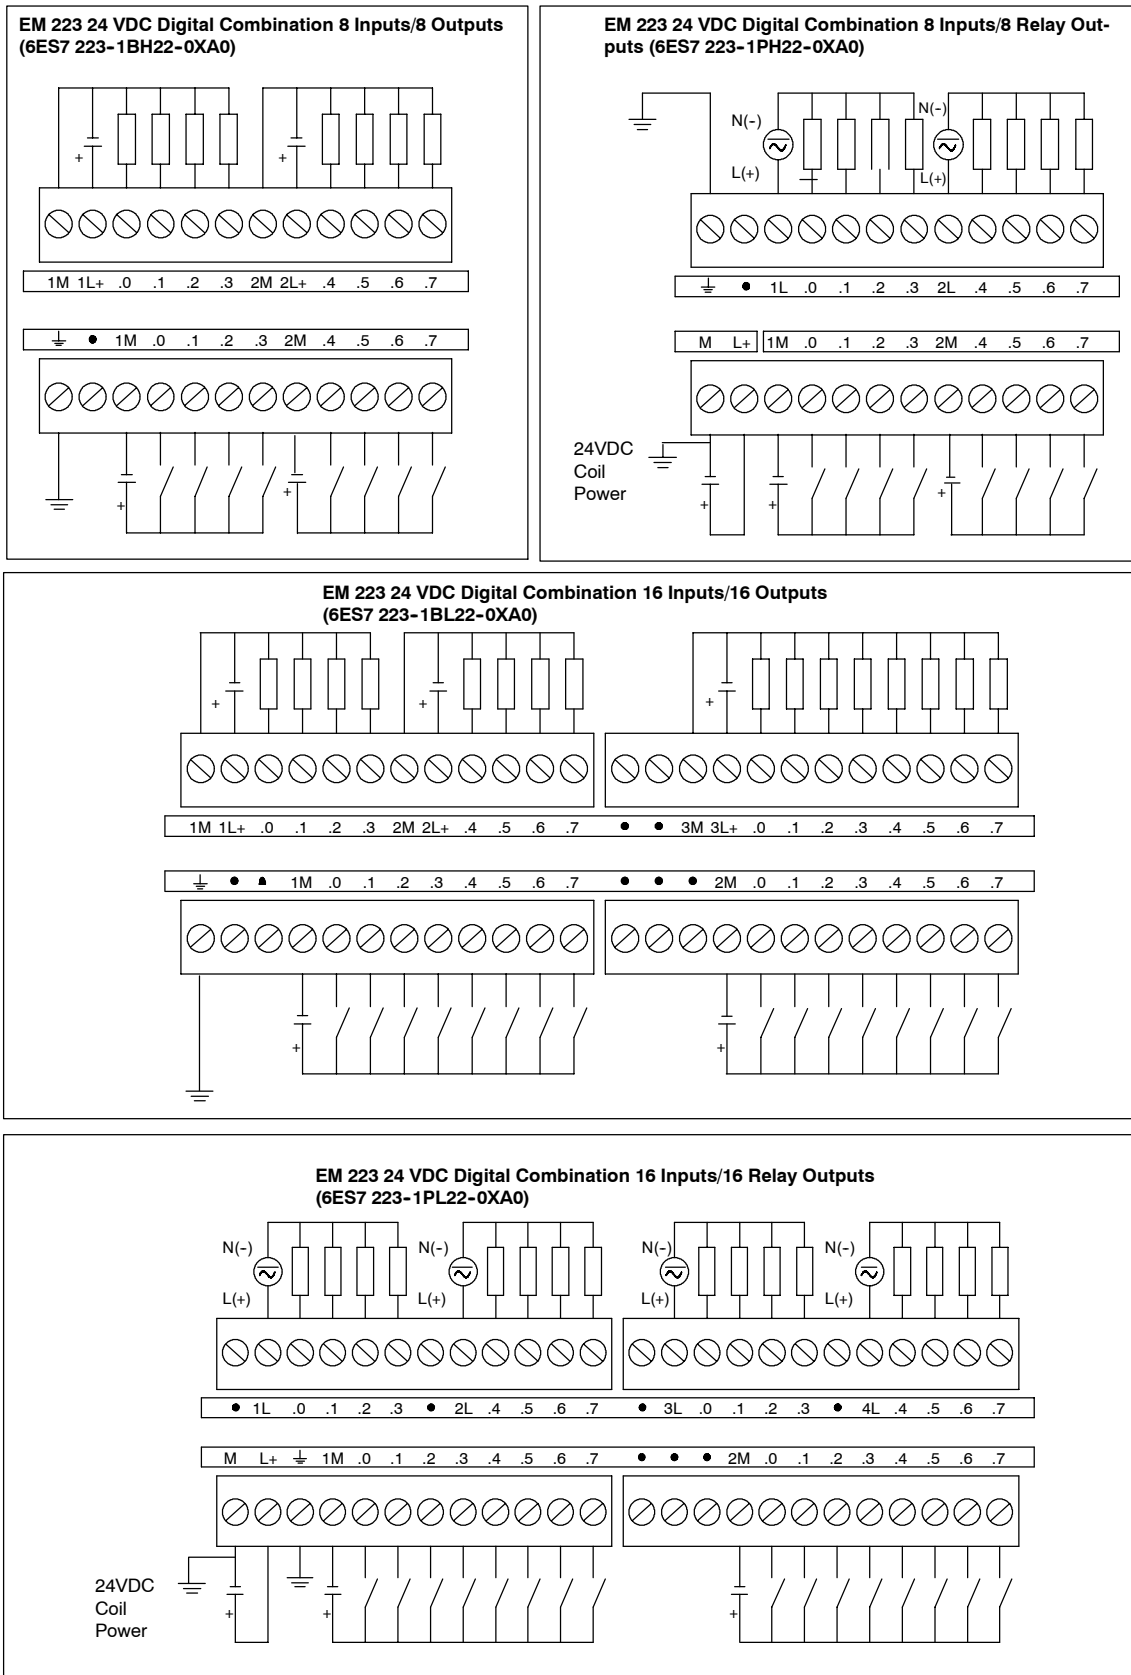 EM 223 24 VDC Digital Combination 8 Inputs/8 Outputs
(6ES7 223-1BH22-0XA0)
+ +
1M 1L+ .0 .1 .2 .3 2M 2L+ .4 .5 .6 .7
1M .0 .1 .2 .3 2M .4 .5 .6 .7
+ +
EM 223 24 VDC Digital Combination 8 Inputs/8 Relay Out-
puts (6ES7 223-1PH22-0XA0)
N(-) N(-)
L(+) L(+)
1L .0 .1 .2 .3 2L .4 .5 .6 .7
M L+ 1M .0 .1 .2 .3 2M .4 .5 .6 .7
24VDC
Coil
Power
+ + +
EM 223 24 VDC Digital Combination 16 Inputs/16 Outputs
(6ES7 223-1BL22-0XA0)
+ + +
1M 1L+ .0 .1 .2 .3 2M 2L+ .4 .5 .6 .7 3M 3L+ .0 .1 .2 .3 .4 .5 .6 .7
1M .0 .1 .2 .3 .4 .5 .6 .7 2M .0 .1 .2 .3 .4 .5 .6 .7
+ +
EM 223 24 VDC Digital Combination 16 Inputs/16 Relay Outputs
(6ES7 223-1PL22-0XA0)
N(-) N(-) N(-) N(-)
L(+) L(+) L(+) L(+)
1L .0 .1 .2 .3 2L .4 .5 .6 .7 3L .0 .1 .2 .3 4L .4 .5 .6 .7
M L+ 1M .0 .1 .2 .3 .4 .5 .6 .7 2M .0 .1 .2 .3 .4 .5 .6 .7
24VDC
Coil
Power
+ + +